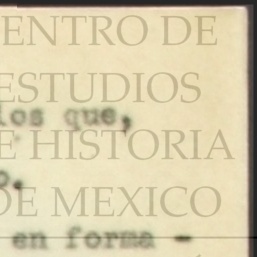 ENTRO DE
ESTUDIOS
los que,
E HISTORIA
o.
DE MEXICO
en forma -